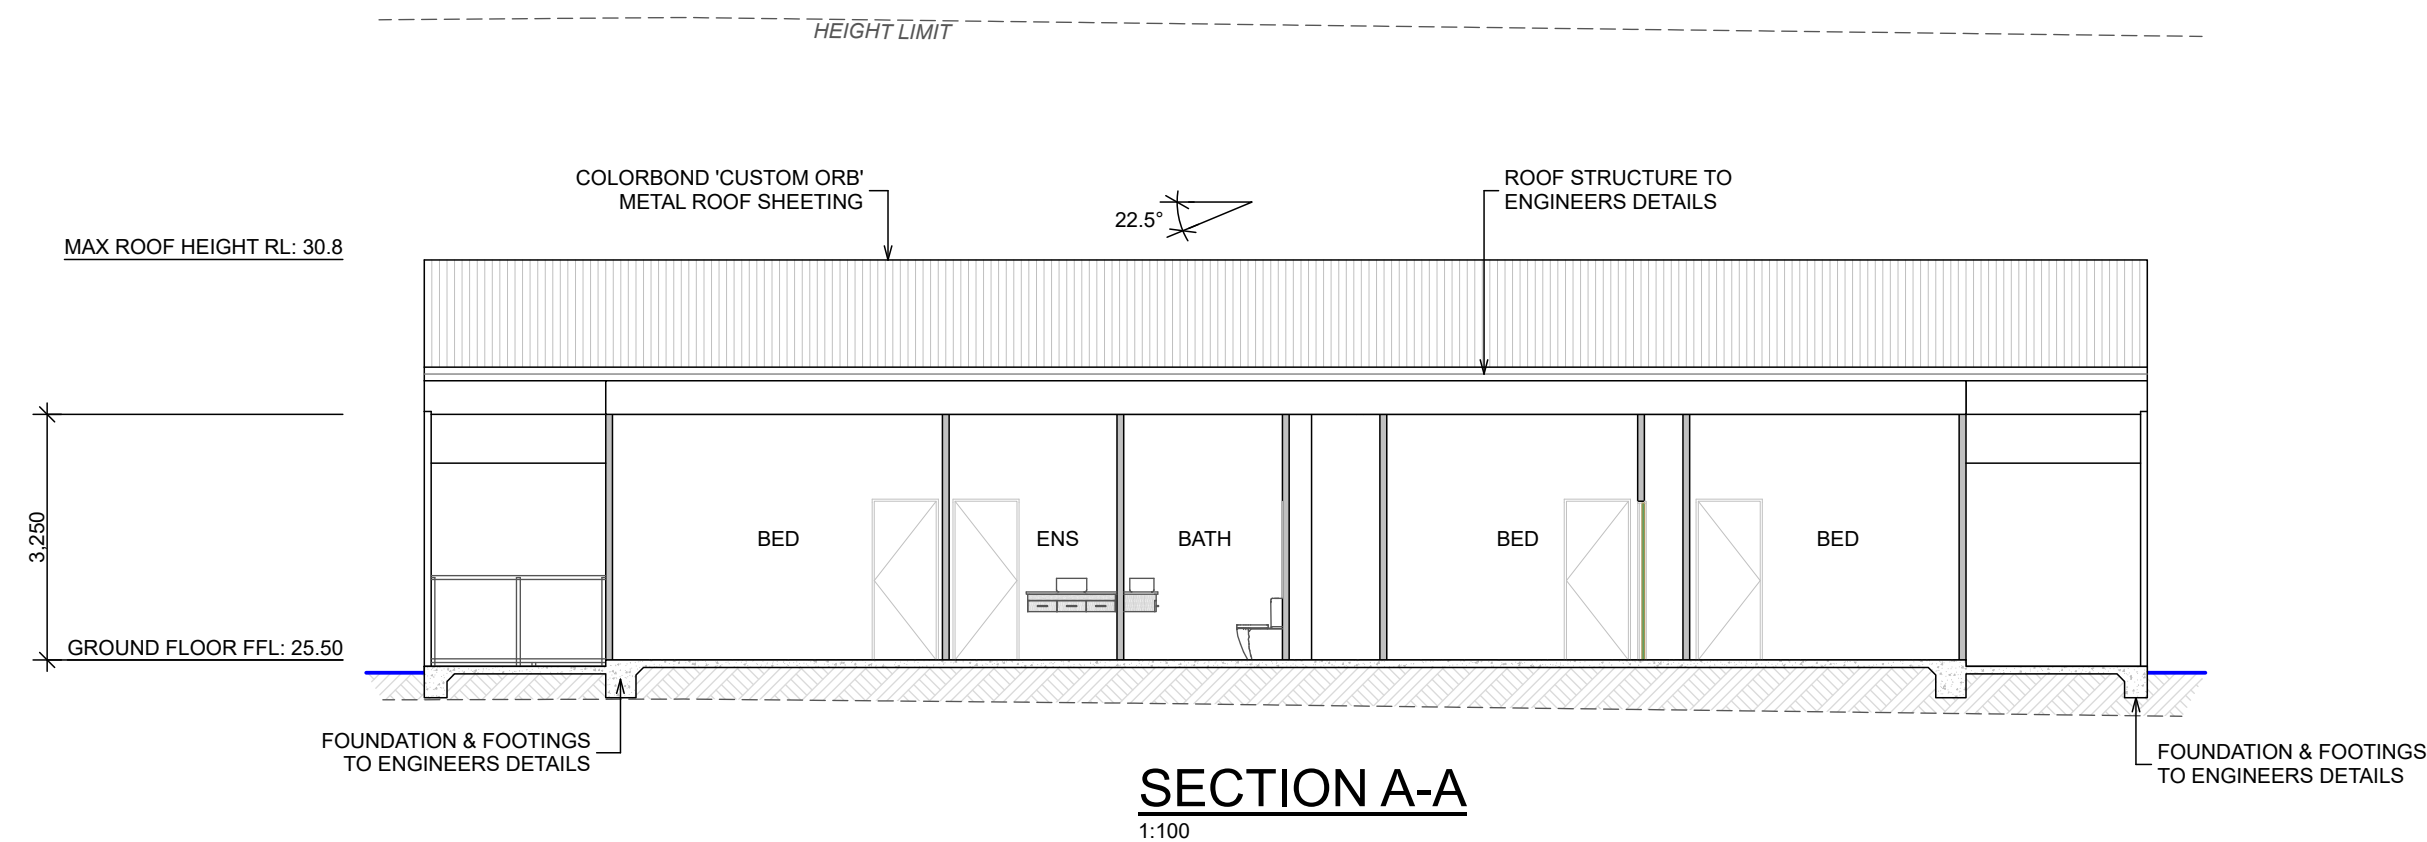 HEIGHT LIMIT
COLORBOND 'CUSTOM ORB'
METAL ROOF SHEETING
22.5°
ROOF STRUCTURE TO
ENGINEERS DETAILS
MAX ROOF HEIGHT RL: 30.8
3,250
BED
ENS
BATH
BED
BED
GROUND FLOOR FFL: 25.50
FOUNDATION & FOOTINGS
TO ENGINEERS DETAILS
FOUNDATION & FOOTINGS
TO ENGINEERS DETAILS
SECTION A-A
1:100